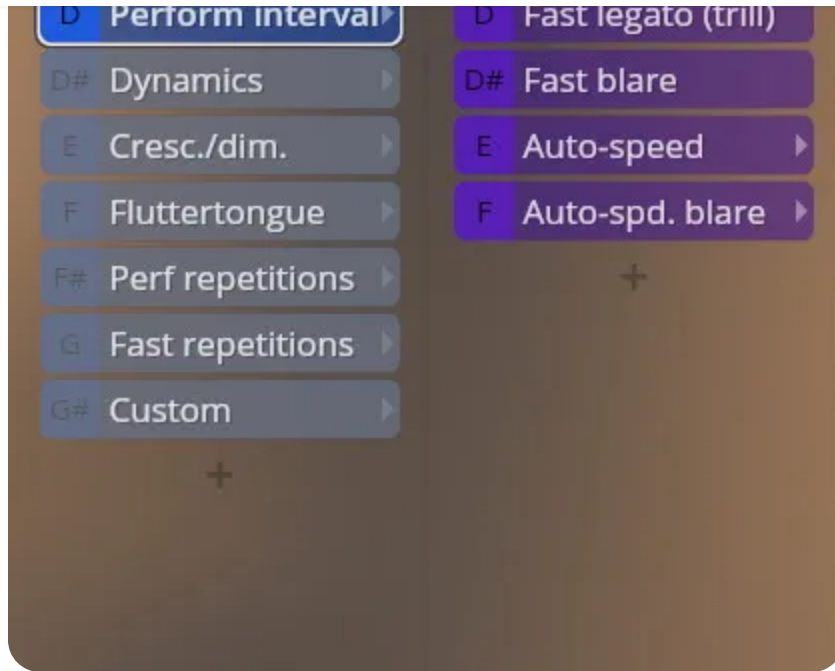 D Perform interval
D# Dynamics
E Cresc./dim.
F Fluttertongue
F# Perf repetitions
G Fast repetitions
G# Custom
+
D Fast legato (trill)
D# Fast blare
E Auto-speed
F Auto-spd. blare
+